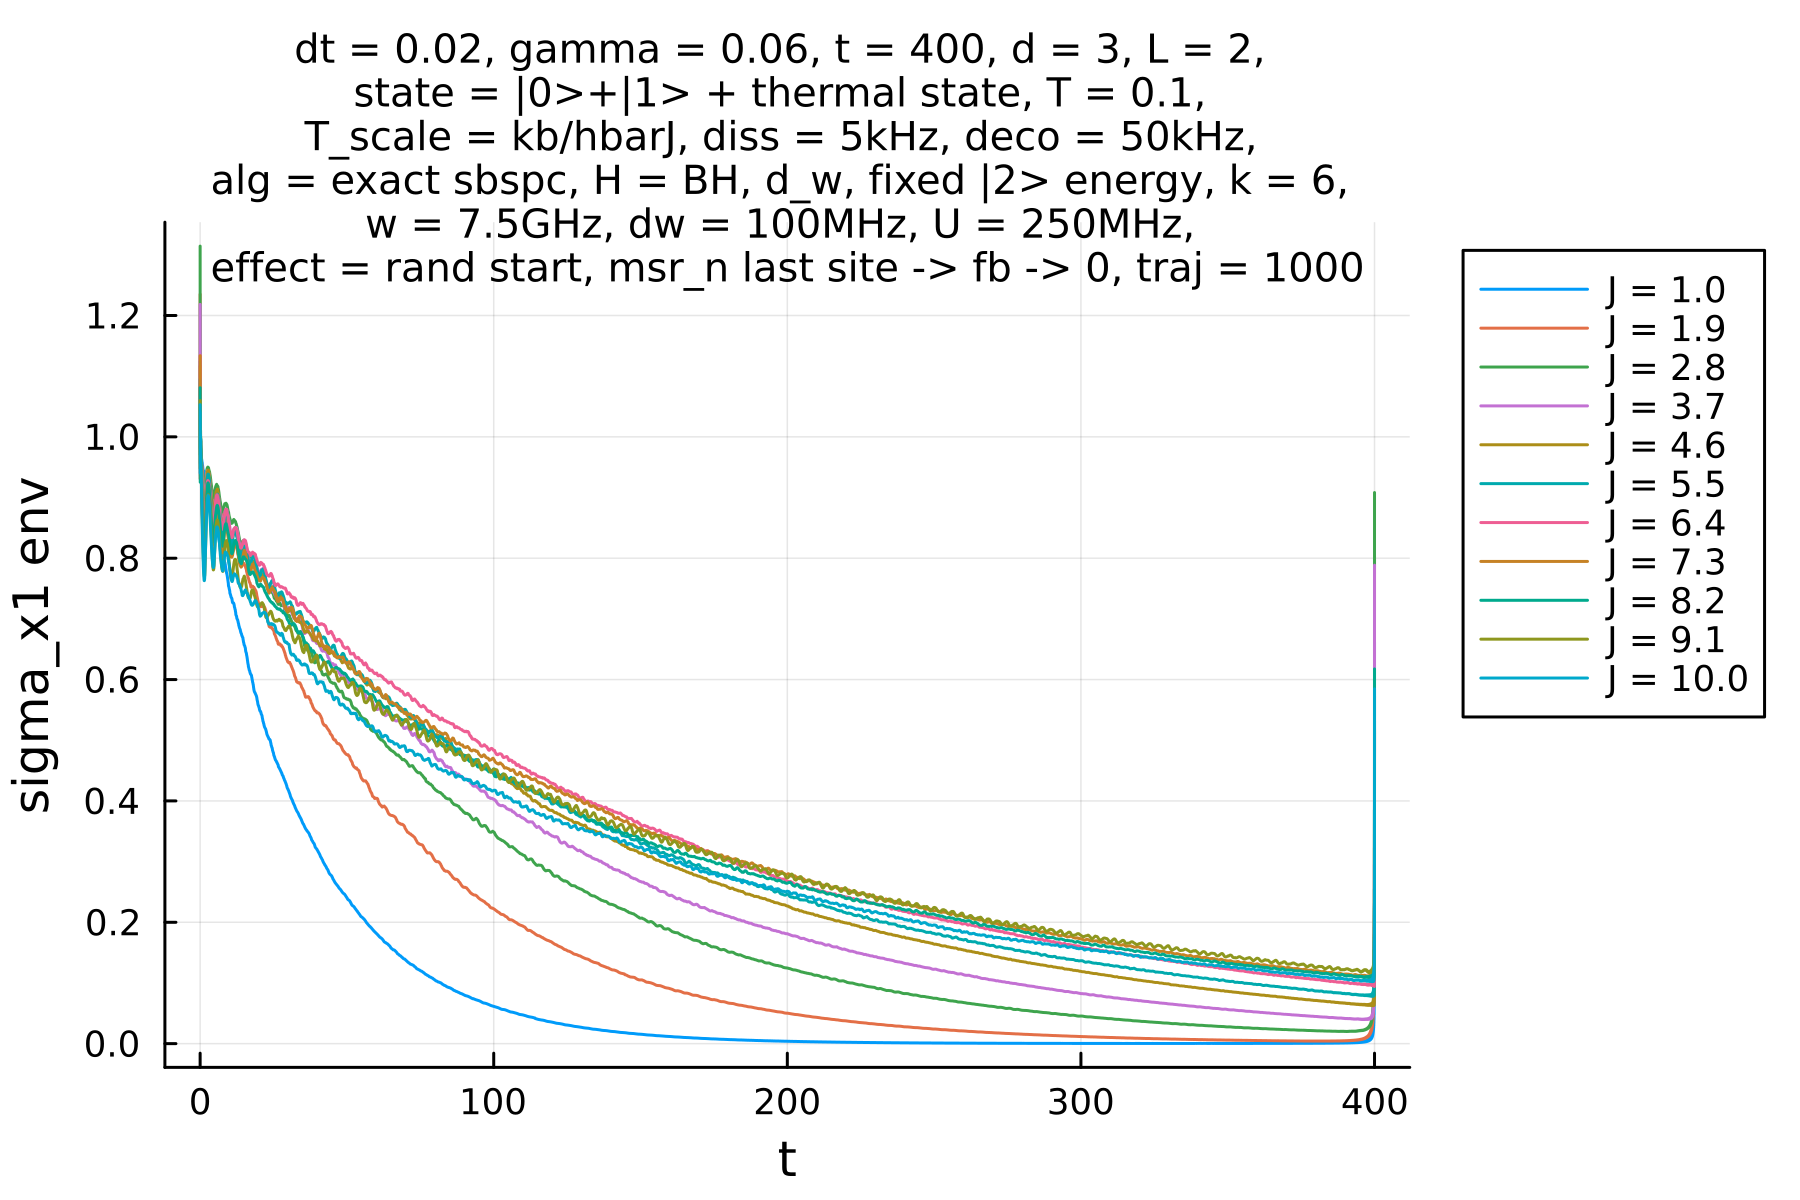 dt = 0.02, gamma = 0.06, t = 400, d = 3, L = 2,
state = |0>+|1> + thermal state, T = 0.1,
T_scale = kb/hbarJ, diss = 5kHz, deco = 50kHz,
alg = exact sbspc, H = BH, d_w, fixed |2> energy, k = 6,
w = 7.5GHz, dw = 100MHz, U = 250MHz,
effect = rand start, msr_n last site -> fb -> 0, traj = 1000
sigma_x1 env
1.2
1.0
0.8
0.6
0.4
0.2
0.0
0
100
200
300
400
t
J = 1.0
J = 1.9
J = 2.8
J = 3.7
J = 4.6
J = 5.5
J = 6.4
J = 7.3
J = 8.2
J = 9.1
J = 10.0